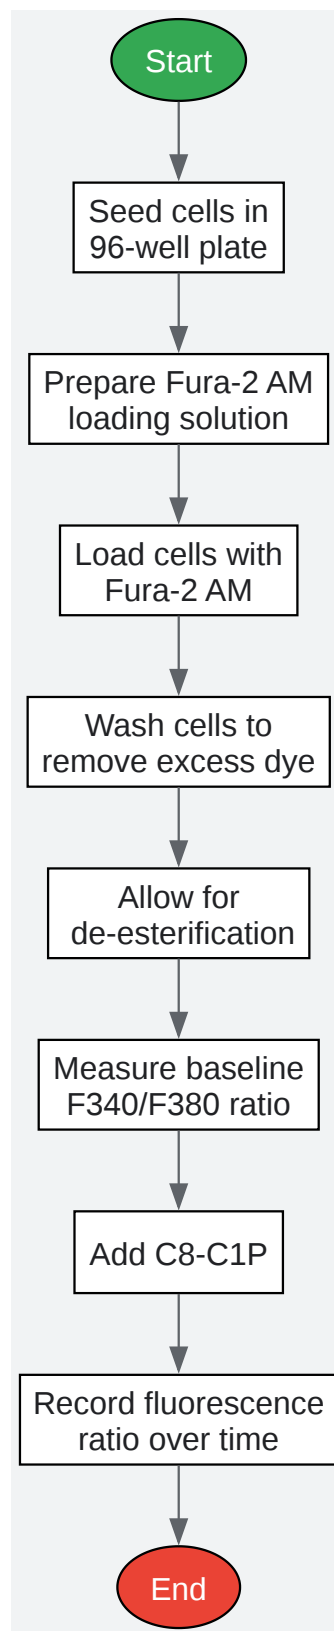 Start
Seed cells in
96-well plate
Prepare Fura-2 AM
loading solution
Load cells with
Fura-2 AM
Wash cells to
remove excess dye
Allow for
de-esterification
Measure baseline
F340/F380 ratio
Add C8-C1P
Record fluorescence
ratio over time
End